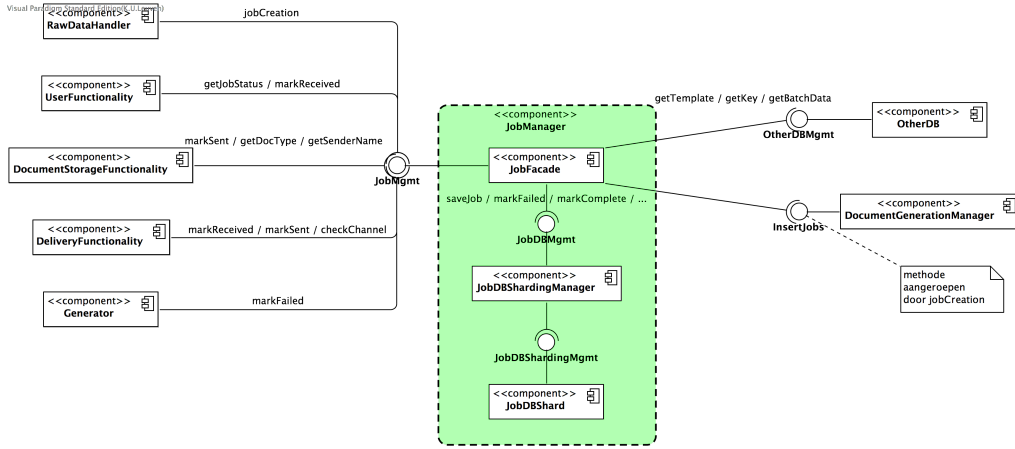 Visual Paradigm Standard Edition(K.U.Leuven)
<<component>>
RawDataHandler
jobCreation
<<component>>
UserFunctionality
getJobStatus / markReceived
<<component>>
DocumentStorageFunctionality
markSent / getDocType / getSenderName
JobMgmt
<<component>>
DeliveryFunctionality
markReceived / markSent / checkChannel
<<component>>
Generator
markFailed
<<component>>
JobManager
<<component>>
JobFacade
saveJob / markFailed / markComplete / ...
JobDBMgmt
<<component>>
JobDBShardingManager
JobDBShardingMgmt
<<component>>
JobDBShard
getTemplate / getKey / getBatchData
OtherDBMgmt
<<component>>
OtherDB
InsertJobs
<<component>>
DocumentGenerationManager
methode
aangeroepen
door jobCreation